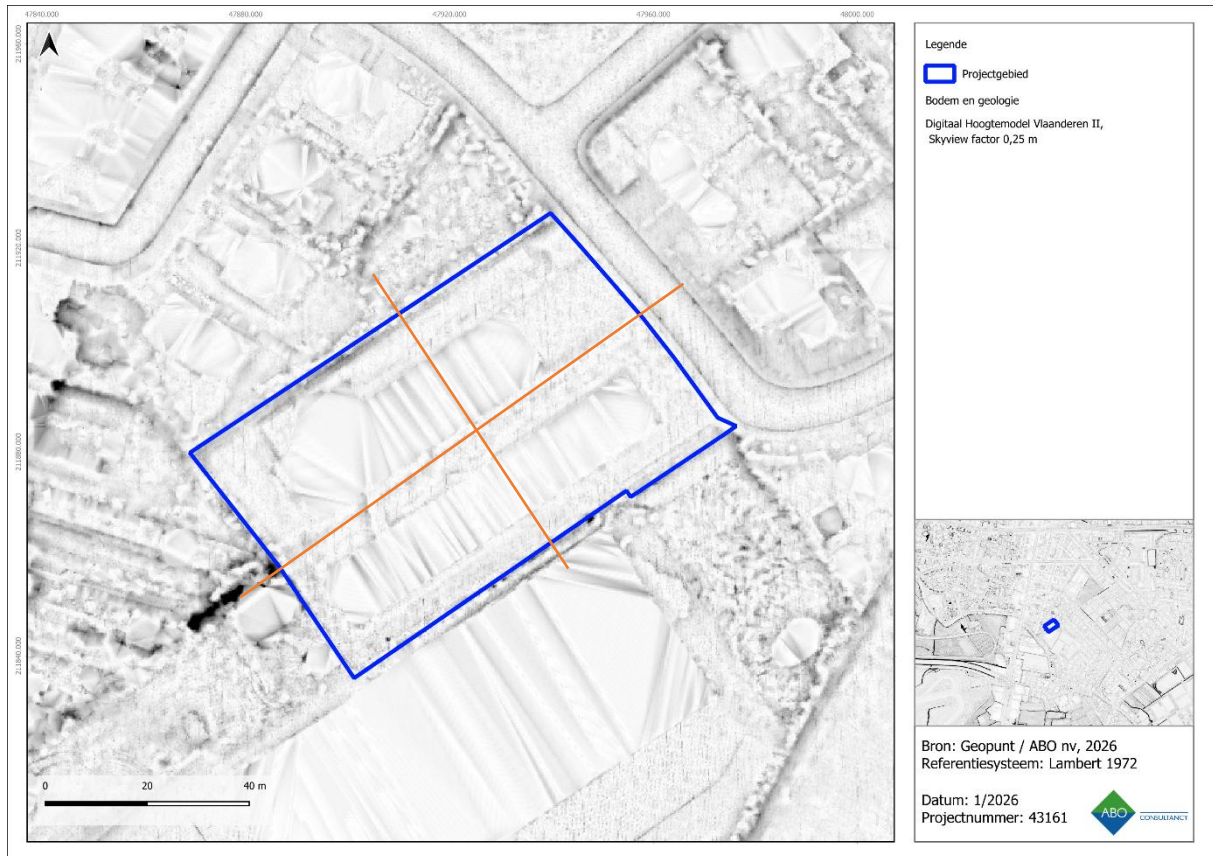 47840.000
47880.000
47920.000
47960.000
48000.000
211960.000
211920.000
211880.000
211840.000
0
20
40 m
Legende
Projectgebied
Bodem en geologie
Digitaal Hoogtemodel Vlaanderen II,
Skyview factor 0,25 m
Bron: Geopunt / ABO nv, 2026
Referentiesysteem: Lambert 1972
Datum: 1/2026
Projectnummer: 43161
ABO
CONSULTANCY